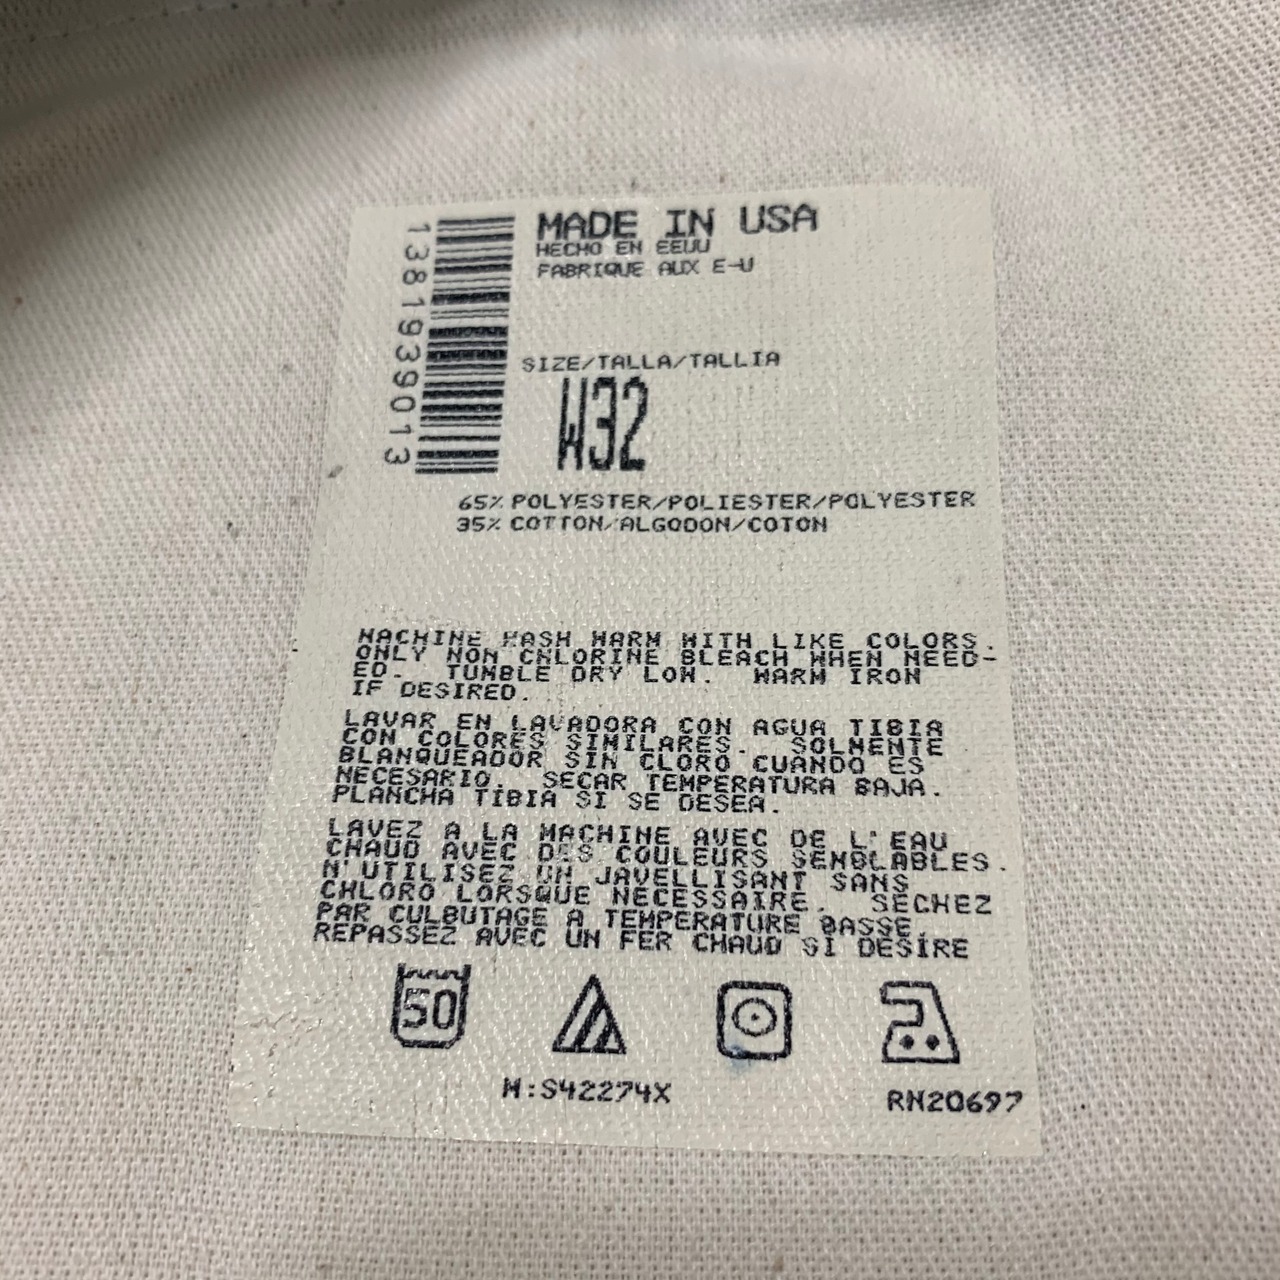 1381939013
MADE IN USA
HECHO EN EEUU
FABRIQUE AUX E-U
SIZE/TALLA/TALLIA
W32
65% POLYESTER/POLIESTER/POLYESTER
35% COTTON/ALGODON/COTON
MACHINE WASH WARM WITH LIKE COLORS.
ONLY NON CHLORINE BLEACH WHEN NEED-
ED. TUMBLE DRY LOW. WARM IRON
IF DESIRED.
LAVAR EN LAVADORA CON AGUA TIBIA
CON COLORES SIMILARES. SOLMENTE
BLANQUEADOR SIN CLORO CUANDO ES
NECESARIO. SECAR TEMPERATURA BAJA.
PLANCHA TIBIA SI SE DESEA.
LAVEZ A LA MACHINE AVEC DE L'EAU
CHAUD AVEC DES COULEURS SEMBLABLES.
N'UTILISEZ UN JAVELLISANT SANS
CHLORO LORSQUE NECESSAIRE. SECHEZ
PAR CULBUTAGE A TEMPERATURE BASSE.
REPASSEZ AVEC UN FER CHAUD SI DESIRE
50
M:S42274X
RN20697